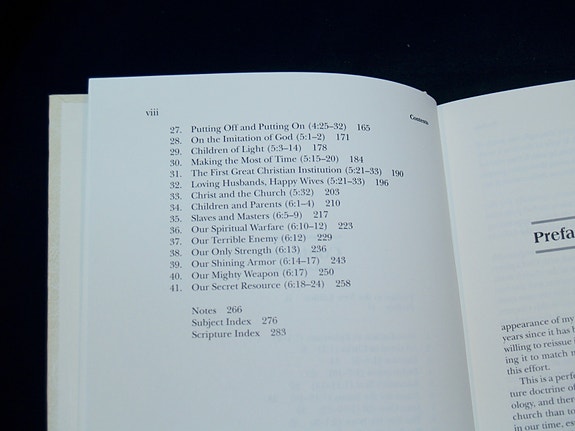 viii
Contents
27. Putting Off and Putting On (4:25–32) 165
28. On the Imitation of God (5:1–2) 171
29. Children of Light (5:3–14) 178
30. Making the Most of Time (5:15–20) 184
31. The First Great Christian Institution (5:21–33) 190
32. Loving Husbands, Happy Wives (5:21–33) 196
33. Christ and the Church (5:32) 203
34. Children and Parents (6:1–4) 210
35. Slaves and Masters (6:5–9) 217
36. Our Spiritual Warfare (6:10–12) 223
37. Our Terrible Enemy (6:12) 229
38. Our Only Strength (6:13) 236
39. Our Shining Armor (6:14–17) 243
40. Our Mighty Weapon (6:17) 250
41. Our Secret Resource (6:18–24) 258
Notes 266
Subject Index 276
Scripture Index 283
Prefa
appearance of my
years since it has b
willing to reissue i
ing it to match m
this effort.
This is a perfe
ture doctrine of
ology, and there
church than to
in our time, es